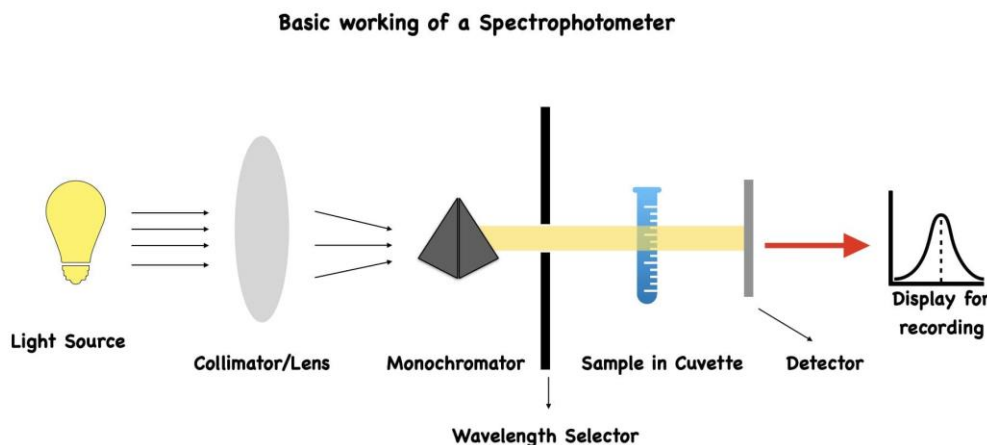 Basic working of a Spectrophotometer
Light Source
Collimator/Lens
Monochromator
Wavelength Selector
Sample in Cuvette
Detector
Display for
recording